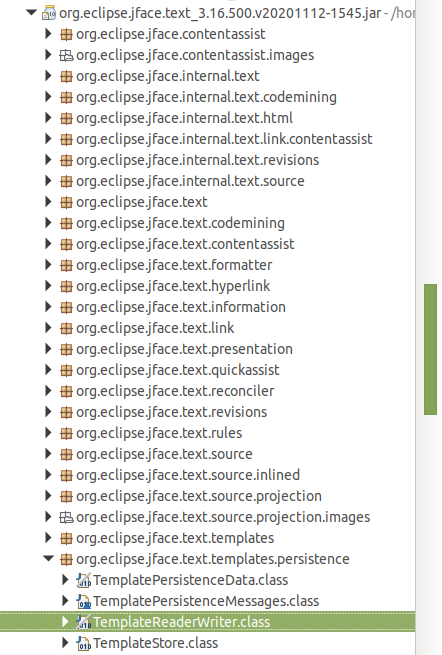 org.eclipse.jface.text_3.16.500.v20201112-1545.jar - /ho
org.eclipse.jface.contentassist
org.eclipse.jface.contentassist.images
org.eclipse.jface.internal.text
org.eclipse.jface.internal.text.codemining
org.eclipse.jface.internal.text.html
org.eclipse.jface.internal.text.link.contentassist
org.eclipse.jface.internal.text.revisions
org.eclipse.jface.internal.text.source
org.eclipse.jface.text
org.eclipse.jface.text.codemining
org.eclipse.jface.text.contentassist
org.eclipse.jface.text.formatter
org.eclipse.jface.text.hyperlink
org.eclipse.jface.text.information
org.eclipse.jface.text.link
org.eclipse.jface.text.presentation
org.eclipse.jface.text.quickassist
org.eclipse.jface.text.reconciler
org.eclipse.jface.text.revisions
org.eclipse.jface.text.rules
org.eclipse.jface.text.source
org.eclipse.jface.text.source.inlined
org.eclipse.jface.text.source.projection
org.eclipse.jface.text.source.projection.images
org.eclipse.jface.text.templates
org.eclipse.jface.text.templates.persistence
TemplatePersistenceData.class
TemplatePersistenceMessages.class
TemplateReaderWriter.class
TemplateStore.class